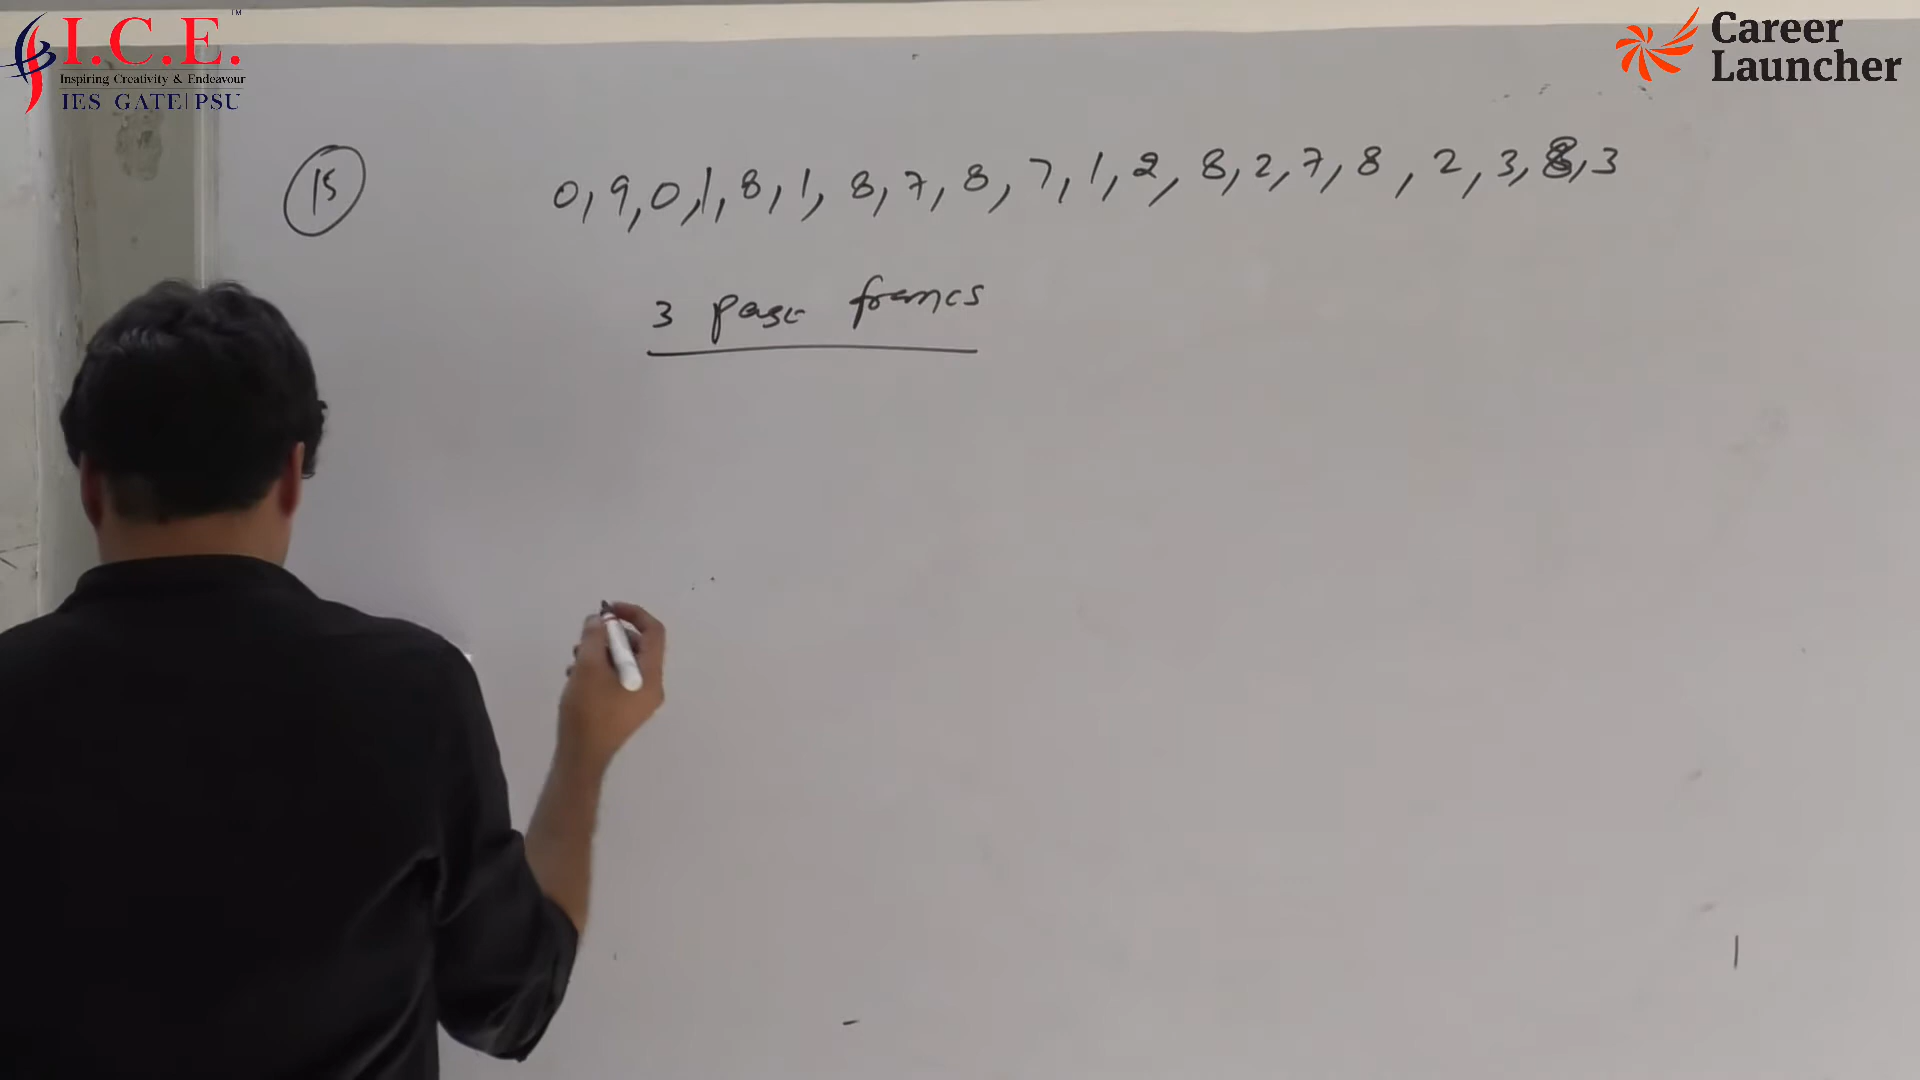 I.C.E.™
Inspiring Creativity & Endeavour
IES GATE|PSU
Career
Launcher
15
0, 9, 0, 1, 8, 1, 8, 7, 8, 7, 1, 2, 8, 2, 7, 8, 2, 3, 8, 3
3 page frames